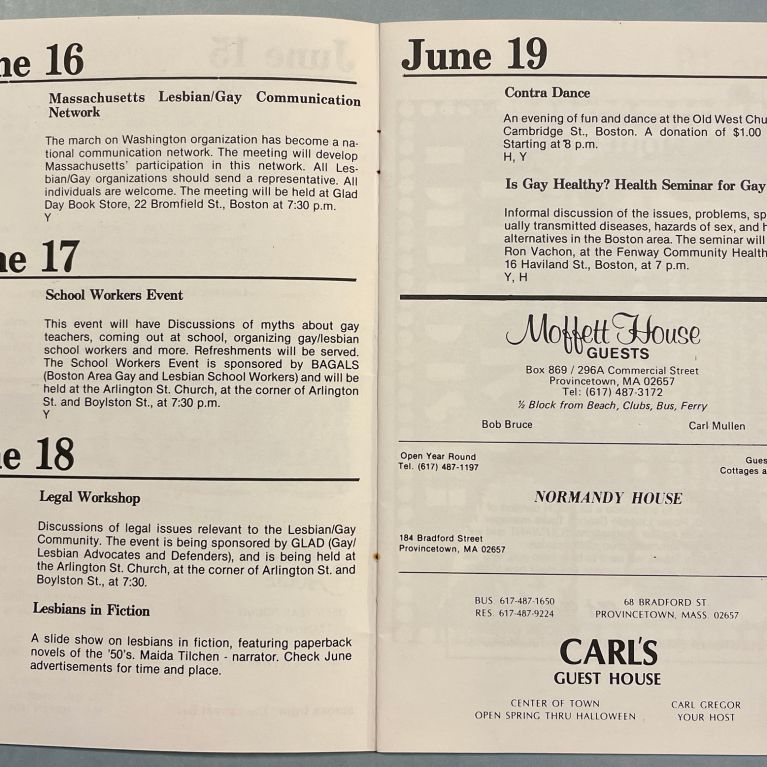 ne 16
Massachusetts Lesbian/Gay Communication
Network
The march on Washington organization has become a na-
tional communication network. The meeting will develop
Massachusetts' participation in this network. All Les-
bian/Gay organizations should send a representative. All
individuals are welcome. The meeting will be held at Glad
Day Book Store, 22 Bromfield St., Boston at 7:30 p.m.
Y
ne 17
School Workers Event
This event will have Discussions of myths about gay
teachers, coming out at school, organizing gay/lesbian
school workers and more. Refreshments will be served.
The School Workers Event is sponsored by BAGALS
(Boston Area Gay and Lesbian School Workers) and will be
held at the Arlington St. Church, at the corner of Arlington
St. and Boylston St., at 7:30 p.m.
Y
e 18
Legal Workshop
Discussions of legal issues relevant to the Lesbian/Gay
Community. The event is being sponsored by GLAD (Gay/
Lesbian Advocates and Defenders), and is being held at
the Arlington St. Church, at the corner of Arlington St. and
Boylston St., at 7:30.
Lesbians in Fiction
A slide show on lesbians in fiction, featuring paperback
novels of the '50's. Maida Tilchen - narrator. Check June
advertisements for time and place.
June 19
Contra Dance
An evening of fun and dance at the Old West Chu
Cambridge St., Boston. A donation of $1.00
Starting at 8 p.m.
H, Y
Is Gay Healthy? Health Seminar for Gay
Informal discussion of the issues, problems, sp
ually transmitted diseases, hazards of sex, and h
alternatives in the Boston area. The seminar will
Ron Vachon, at the Fenway Community Health
16 Haviland St., Boston, at 7 p.m.
Y, H
Moffett House
GUESTS
Box 869 / 296A Commercial Street
Provincetown, MA 02657
Tel: (617) 487-3172
½ Block from Beach, Clubs, Bus, Ferry
Bob Bruce Carl Mullen
Open Year Round Gues
Tel. (617) 487-1197 Cottages a
NORMANDY HOUSE
184 Bradford Street
Provincetown, MA 02657
BUS. 617-487-1650 68 BRADFORD ST.
RES. 617-487-9224 PROVINCETOWN, MASS. 02657
CARL'S
GUEST HOUSE
CENTER OF TOWN CARL GREGOR
OPEN SPRING THRU HALLOWEEN YOUR HOST